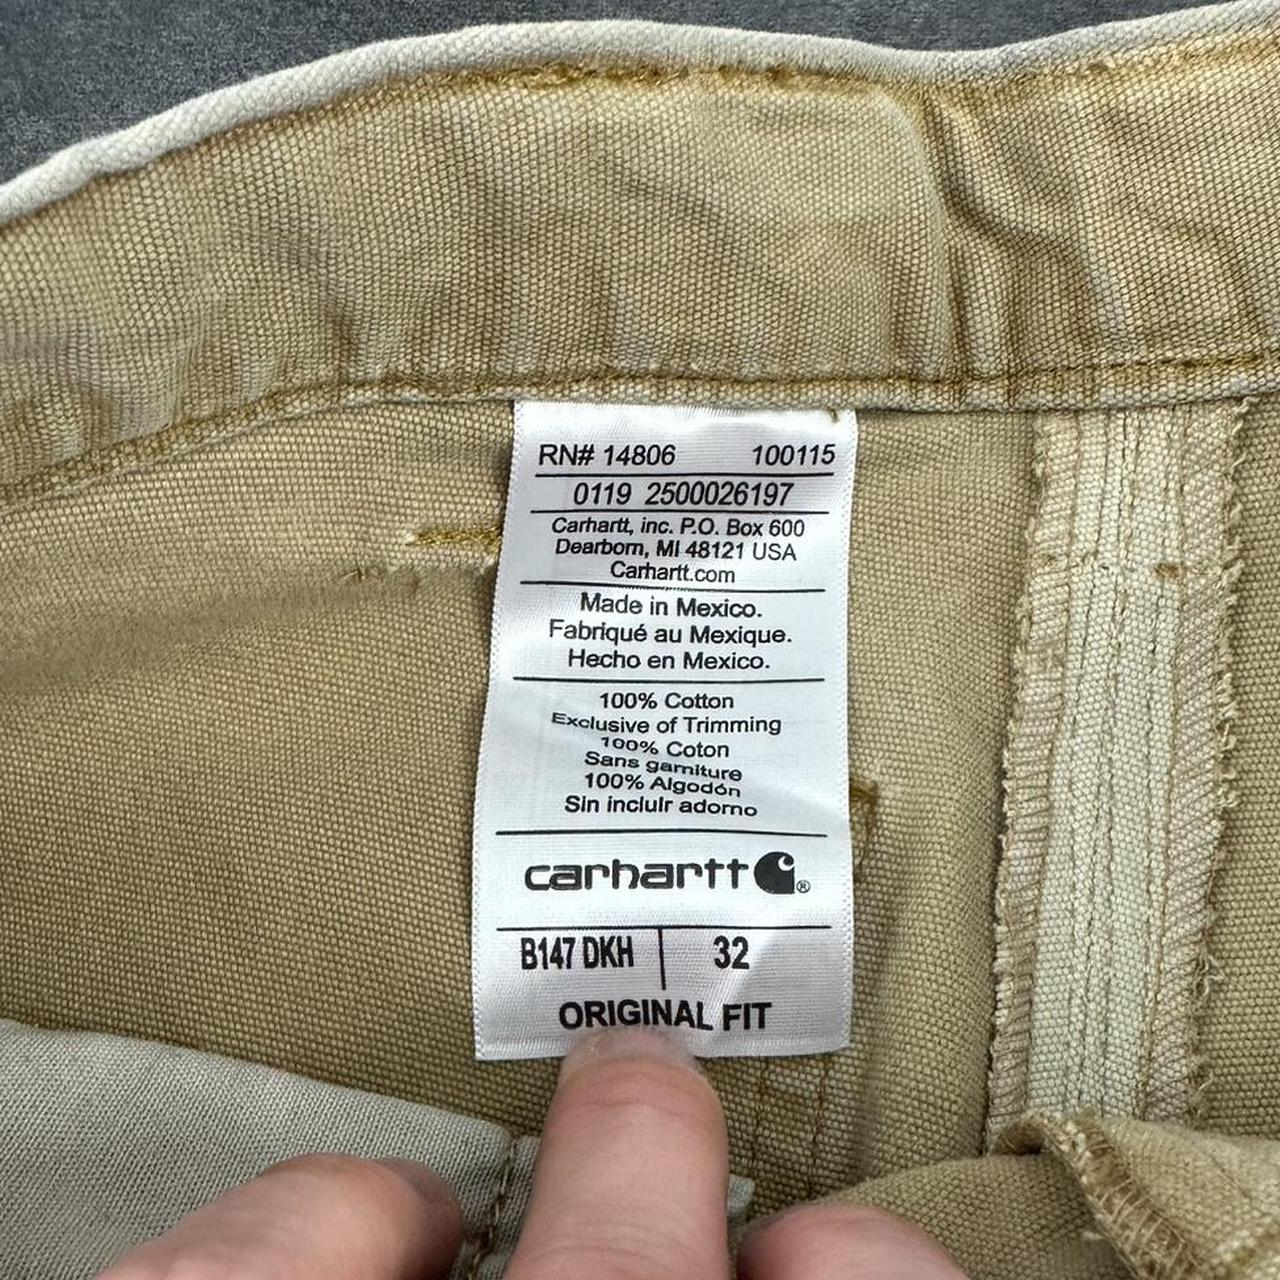 RN# 14806 100115
0119 2500026197
Carhartt, inc. P.O. Box 600
Dearborn, MI 48121 USA
Carhartt.com
Made in Mexico.
Fabriqué au Mexique.
Hecho en Mexico.
100% Cotton
Exclusive of Trimming
100% Coton
Sans garniture
100% Algodón
Sin incluir adorno
carhartt ®
B147 DKH 32
ORIGINAL FIT